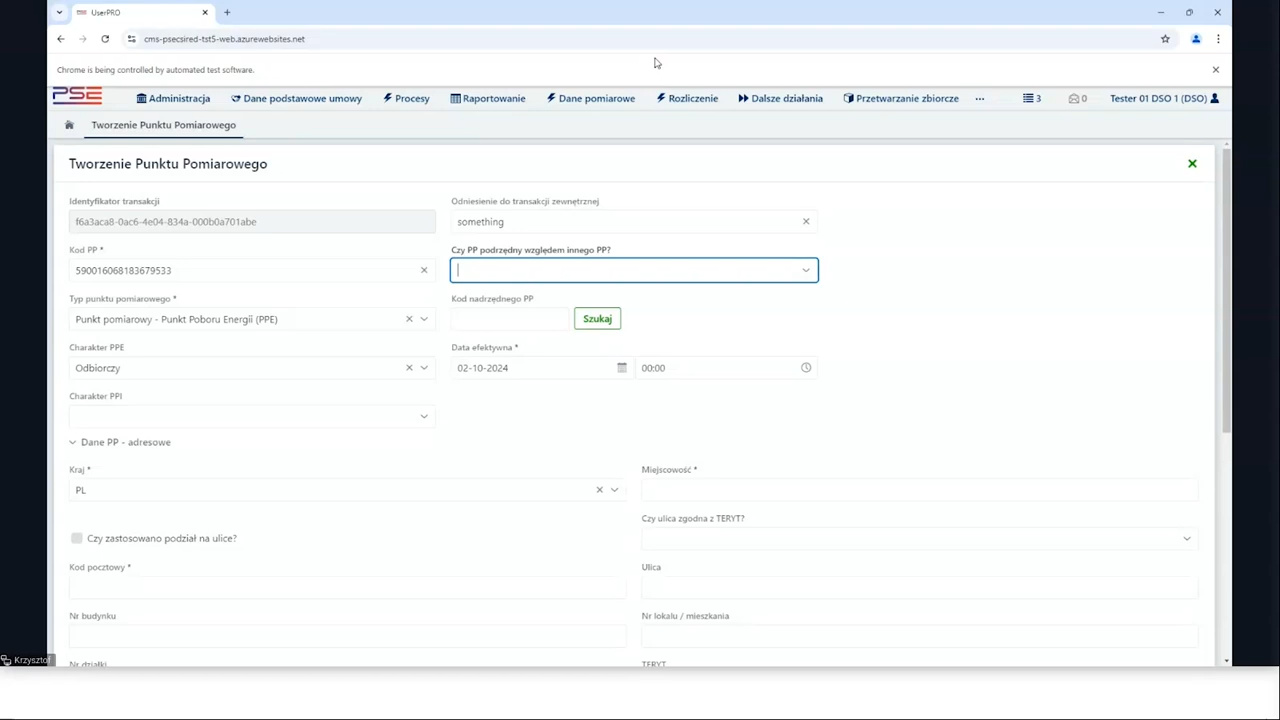 UserPRO
cms-psecsired-tst5-web.azurewebsites.net
Chrome is being controlled by automated test software.
PSE Administracja Dane podstawowe umowy Procesy Raportowanie Dane pomiarowe Rozliczenie Dalsze działania Przetwarzanie zbiorcze ... 3 0 Tester 01 DSO 1 (DSO)
Tworzenie Punktu Pomiarowego
Tworzenie Punktu Pomiarowego
Identyfikator transakcji Odniesienie do transakcji zewnętrznej
f6a3aca8-0ac6-4e04-834a-000b0a701abe something
Kod PP * Czy PP podrzędny względem innego PP?
590016068183679533
Typ punktu pomiarowego * Kod nadrzędnego PP
Punkt pomiarowy - Punkt Poboru Energii (PPE) Szukaj
Charakter PPE Data efektywna *
Odbiorczy 02-10-2024 00:00
Charakter PPI
Dane PP - adresowe
Kraj * Miejscowość *
PL
Czy ulica zgodna z TERYT?
Czy zastosowano podział na ulice?
Kod pocztowy * Ulica
Nr budynku Nr lokalu / mieszkania
Nr działki TERYT
Krzysztof